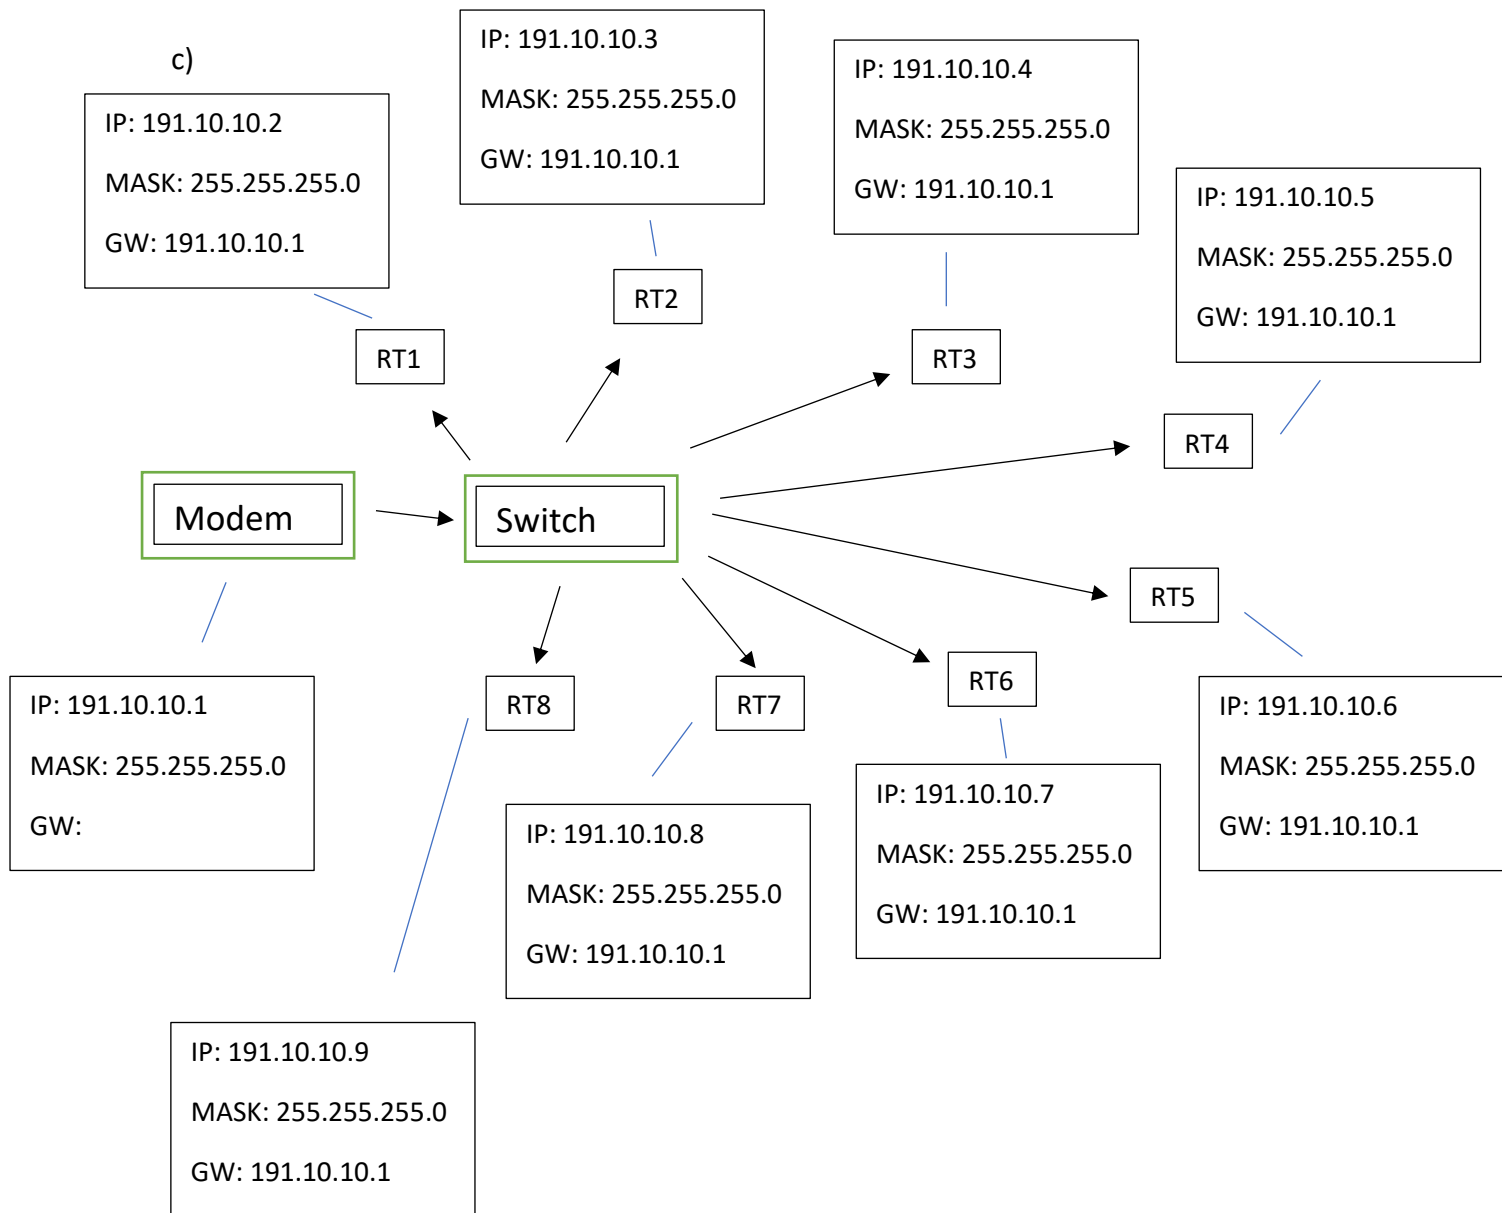 c)
IP: 191.10.10.2
MASK: 255.255.255.0
GW: 191.10.10.1
IP: 191.10.10.3
MASK: 255.255.255.0
GW: 191.10.10.1
IP: 191.10.10.4
MASK: 255.255.255.0
GW: 191.10.10.1
IP: 191.10.10.5
MASK: 255.255.255.0
GW: 191.10.10.1
RT1
RT2
RT3
RT4
Modem
Switch
RT5
RT6
RT7
RT8
IP: 191.10.10.1
MASK: 255.255.255.0
GW:
IP: 191.10.10.8
MASK: 255.255.255.0
GW: 191.10.10.1
IP: 191.10.10.7
MASK: 255.255.255.0
GW: 191.10.10.1
IP: 191.10.10.6
MASK: 255.255.255.0
GW: 191.10.10.1
IP: 191.10.10.9
MASK: 255.255.255.0
GW: 191.10.10.1